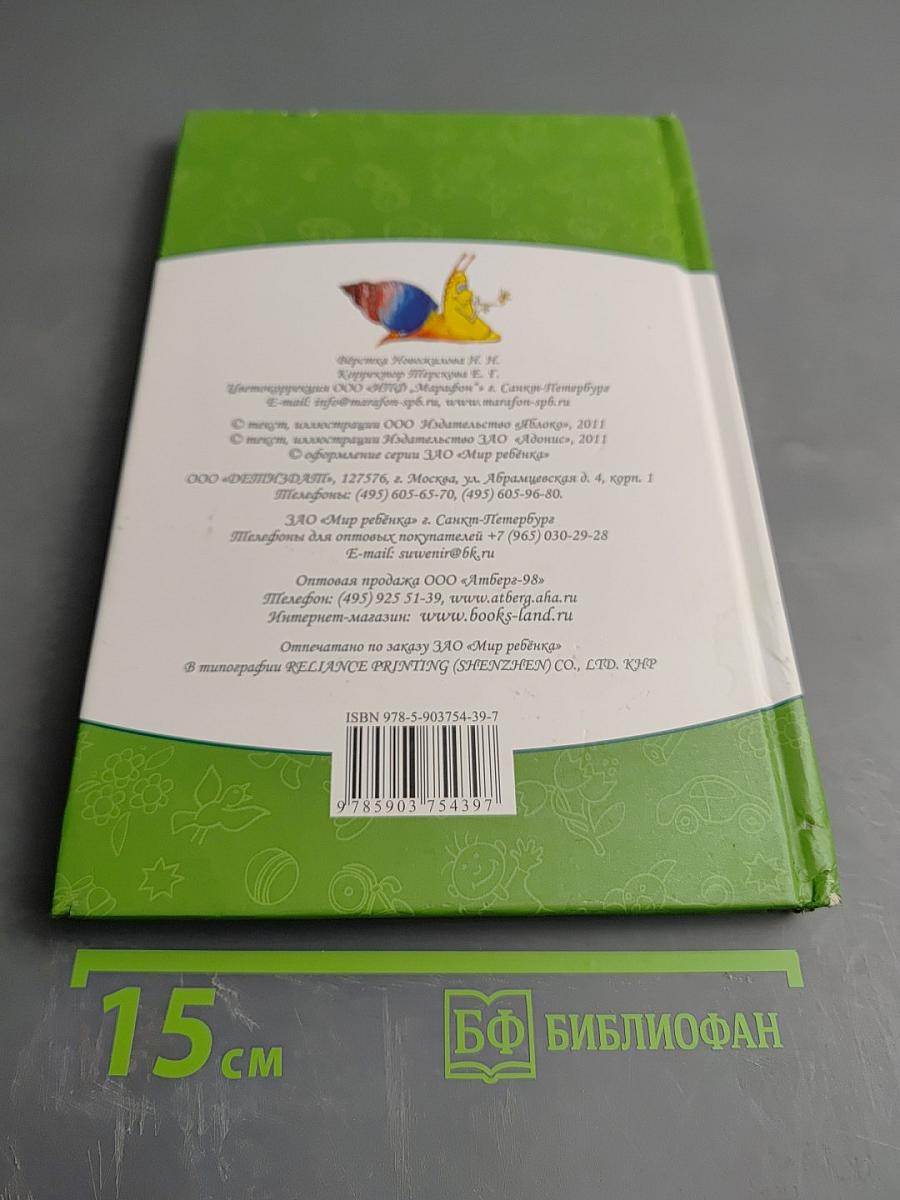 Вёрстка Новожилова Н. Н.
Корректор Терскова Е. Г.
Цветокоррекция ООО «НТФ „Марафон“» г. Санкт-Петербург
E-mail: info@marafon-spb.ru, www.marafon-spb.ru
© текст, иллюстрации ООО Издательство «Яблоко», 2011
© текст, иллюстрации Издательство ЗАО «Адонис», 2011
© оформление серии ЗАО «Мир ребёнка»
ООО «ДЕТИЗДАТ», 127576, г. Москва, ул. Абрамцевская д. 4, корп. 1
Телефоны: (495) 605-65-70, (495) 605-96-80.
ЗАО «Мир ребёнка» г. Санкт-Петербург
Телефоны для оптовых покупателей +7 (965) 030-29-28
E-mail: suwenir@bk.ru
Оптовая продажа ООО «Атберг-98»
Телефон: (495) 925 51-39, www.atberg.aha.ru
Интернет-магазин: www.books-land.ru
Отпечатано по заказу ЗАО «Мир ребёнка»
В типографии RELIANCE PRINTING (SHENZHEN) CO., LTD. КНР
ISBN 978-5-903754-39-7
9 785903 754397
15 см
БФ БИБЛИОФАН